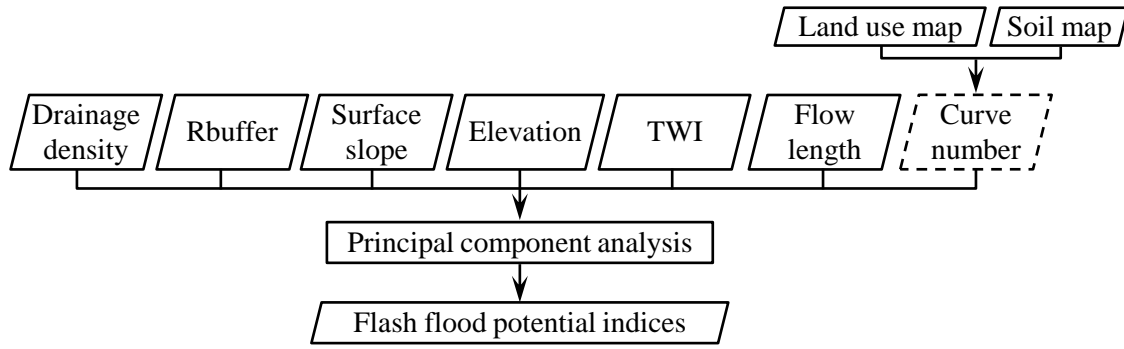 Land use map
Soil map
Drainage
density
Rbuffer
Surface
slope
Elevation
TWI
Flow
length
Curve
number
Principal component analysis
Flash flood potential indices